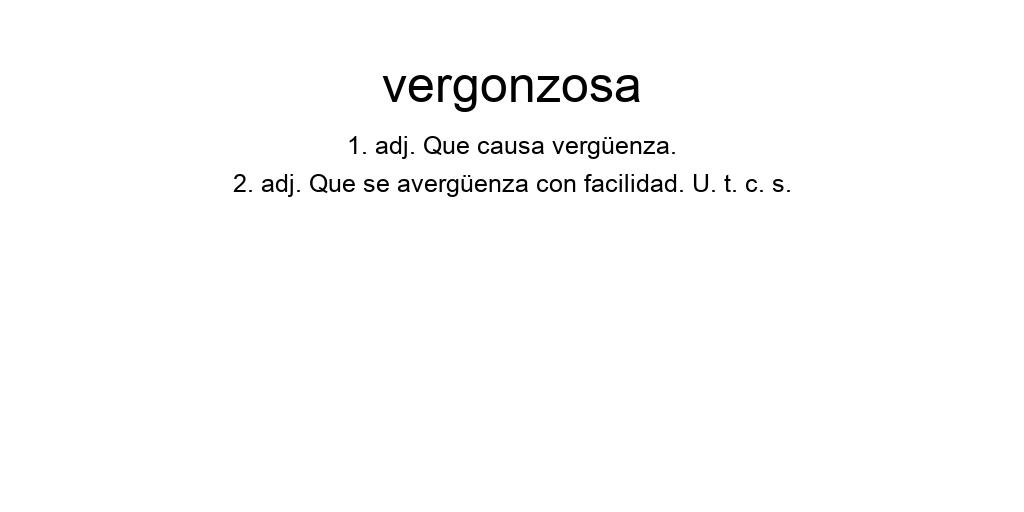 vergonzosa
1. adj. Que causa vergüenza.
2. adj. Que se avergüenza con facilidad. U. t. c. s.